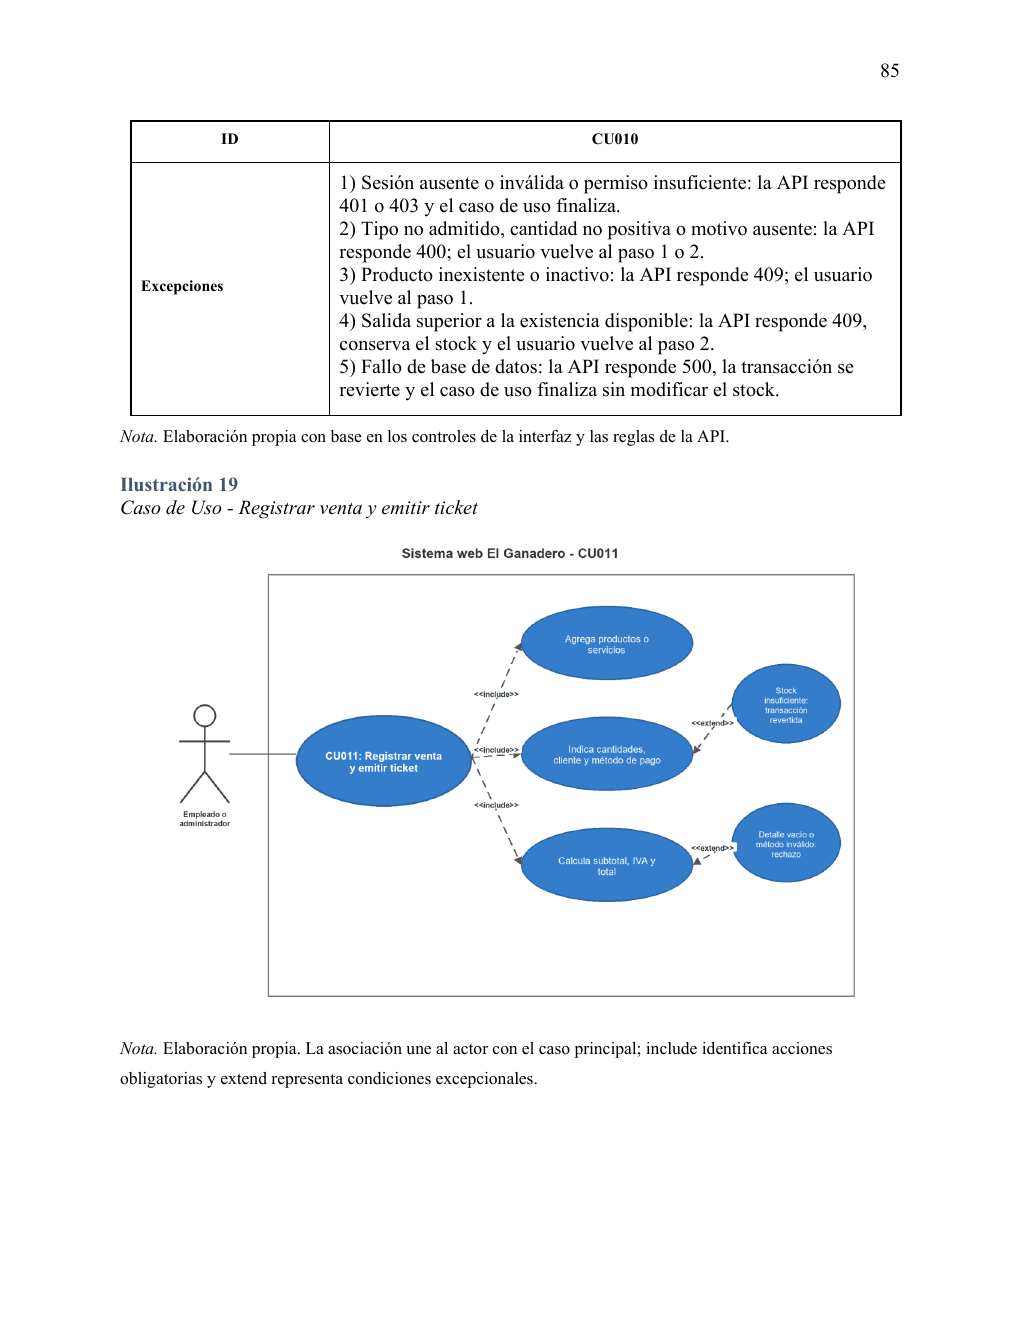 85
ID
CU010
Excepciones
1) Sesión ausente o inválida o permiso insuficiente: la API responde
401 o 403 y el caso de uso finaliza.
2) Tipo no admitido, cantidad no positiva o motivo ausente: la API
responde 400; el usuario vuelve al paso 1 o 2.
3) Producto inexistente o inactivo: la API responde 409; el usuario
vuelve al paso 1.
4) Salida superior a la existencia disponible: la API responde 409,
conserva el stock y el usuario vuelve al paso 2.
5) Fallo de base de datos: la API responde 500, la transacción se
revierte y el caso de uso finaliza sin modificar el stock.
Nota. Elaboración propia con base en los controles de la interfaz y las reglas de la API.
Ilustración 19
Caso de Uso - Registrar venta y emitir ticket
Sistema web El Ganadero - CU011
Agrega productos o
servicios
<<include>>
Stock
insuficiente:
transacción
revertida
<<extend>>
CU011: Registrar venta
y emitir ticket
<<include>>
Indica cantidades,
cliente y método de pago
<<include>>
Empleado o
administrador
Calcula subtotal, IVA y
total
<<extend>>
Detalle vacío o
método inválido:
rechazo
Nota. Elaboración propia. La asociación une al actor con el caso principal; include identifica acciones
obligatorias y extend representa condiciones excepcionales.